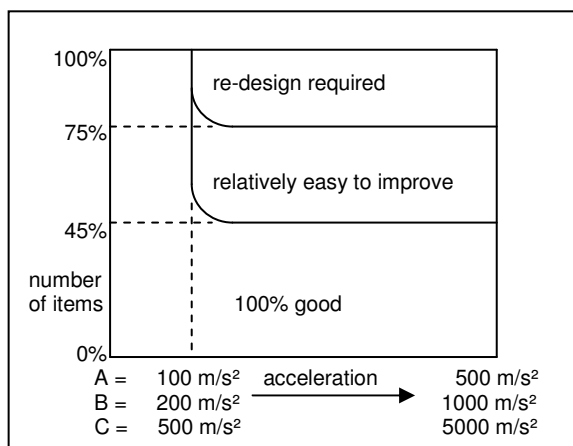 100%
re-design required
75%
relatively easy to improve
45%
number
of items
100% good
0%
A = 100 m/s² acceleration 500 m/s²
B = 200 m/s² 1000 m/s²
C = 500 m/s² 5000 m/s²